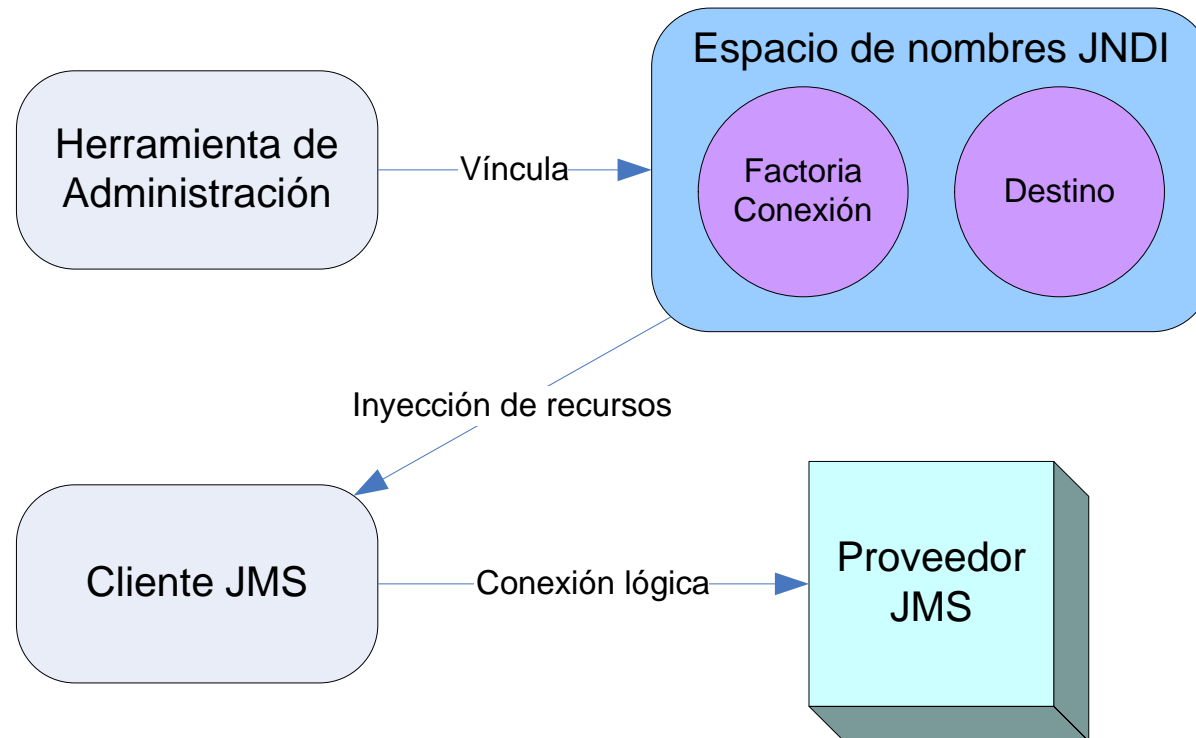 Espacio de nombres JNDI
Herramienta de
Administración
Víncula
Factoria
Conexión
Destino
Inyección de recursos
Cliente JMS
Conexión lógica
Proveedor
JMS